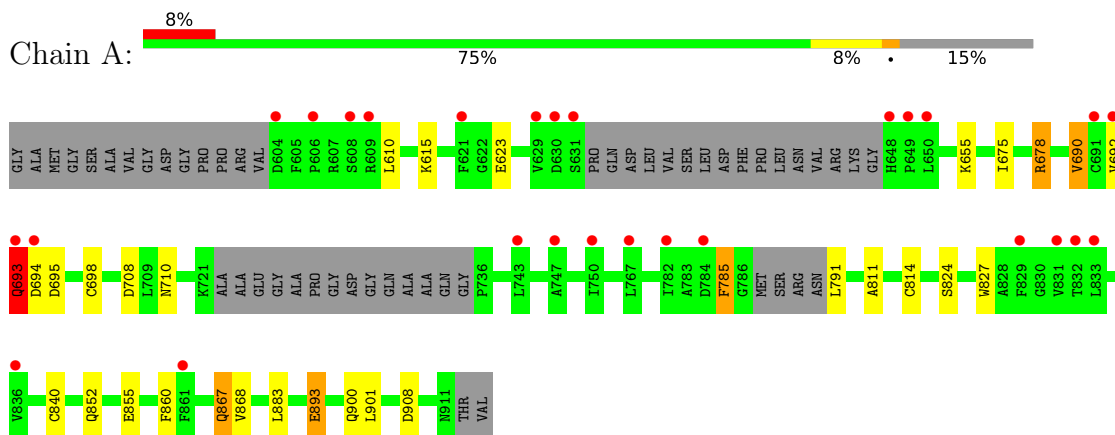 8%
Chain A:
75% 8% • 15%
GLY ALA MET GLY SER ALA VAL GLY ASP GLY PRO PRO ARG VAL D604 F605 P606 R607 S608 R609 L610 K615 F621 G622 E623 V629 D630 S631 PRO GLN ASP LEU VAL SER LEU ASP PHE PRO LEU ASN VAL ARG LYS GLY H648 P649 L650 K655 I675 R678 V690 C691 V692
Q693 D694 D695 C698 D708 L709 N710 K721 ALA ALA GLU GLY ALA PRO GLY ASP GLY GLN ALA ALA GLN GLY P736 L743 A747 I750 L767 I782 A783 D784 F785 G786 MET SER ARG ASN L791 A811 C814 S824 W827 A828 F829 G830 V831 T832 L833
V836 C840 Q852 E855 F860 F861 Q867 V868 L883 E893 Q900 L901 D908 N911 THR VAL